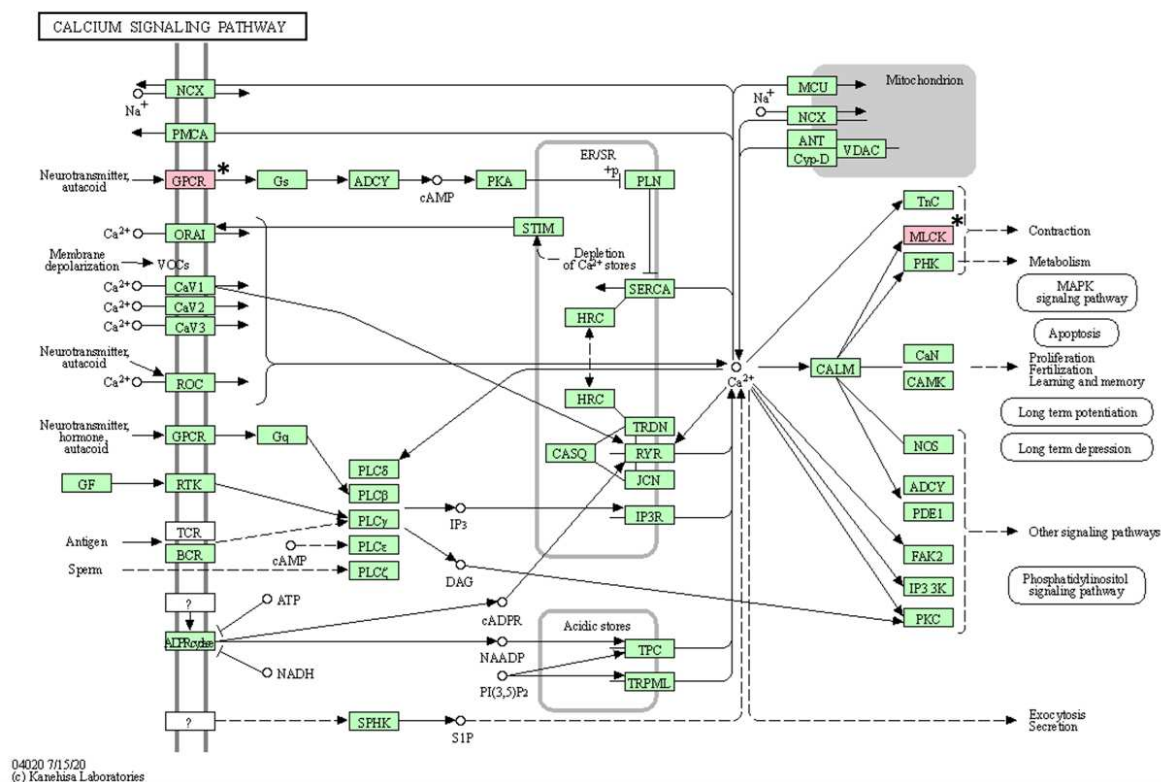 CALCIUM SIGNALING PATHWAY
NCX
Na+
PMCA
Neurotransmitter,
autacoid
GPCR
*
Gs
ADCY
cAMP
PKA
+p
PLN
ER/SR
Ca2+
ORAI
STIM
Membrane
depolarization
VOCs
Depletion
of Ca2+ stores
Ca2+
CaV1
Ca2+
CaV2
Ca2+
CaV3
SERCA
HRC
Neurotransmitter,
autacoid
Ca2+
ROC
HRC
Neurotransmitter,
hormone,
autacoid
GPCR
Gq
TRDN
CASQ
RYR
JCN
GF
RTK
PLCδ
PLCβ
PLCγ
PLCε
PLCζ
IP3
IP3R
Antigen
TCR
BCR
cAMP
Sperm
DAG
?
ATP
cADPR
NAADP
NADH
PI(3,5)P2
Acidic stores
TPC
TRPML
?
SPHK
S1P
MCU
Mitochondrion
Na+
NCX
ANT
Cyp-D
VDAC
TnC
*
MLCK
PHK
Contraction
Metabolism
MAPK
signalng pathway
Apoptosis
Ca2+
CALM
CaN
CAMK
Proliferation
Fertilization
Learning and memory
Long term potentiation
Long term depression
NOS
ADCY
PDE1
FAK2
IP3 3K
PKC
Other signaling pathways
Phosphatidylinositol
signaling pathway
Exocytosis
Secretion
04020 7/15/20
(c) Kanehisa Laboratories